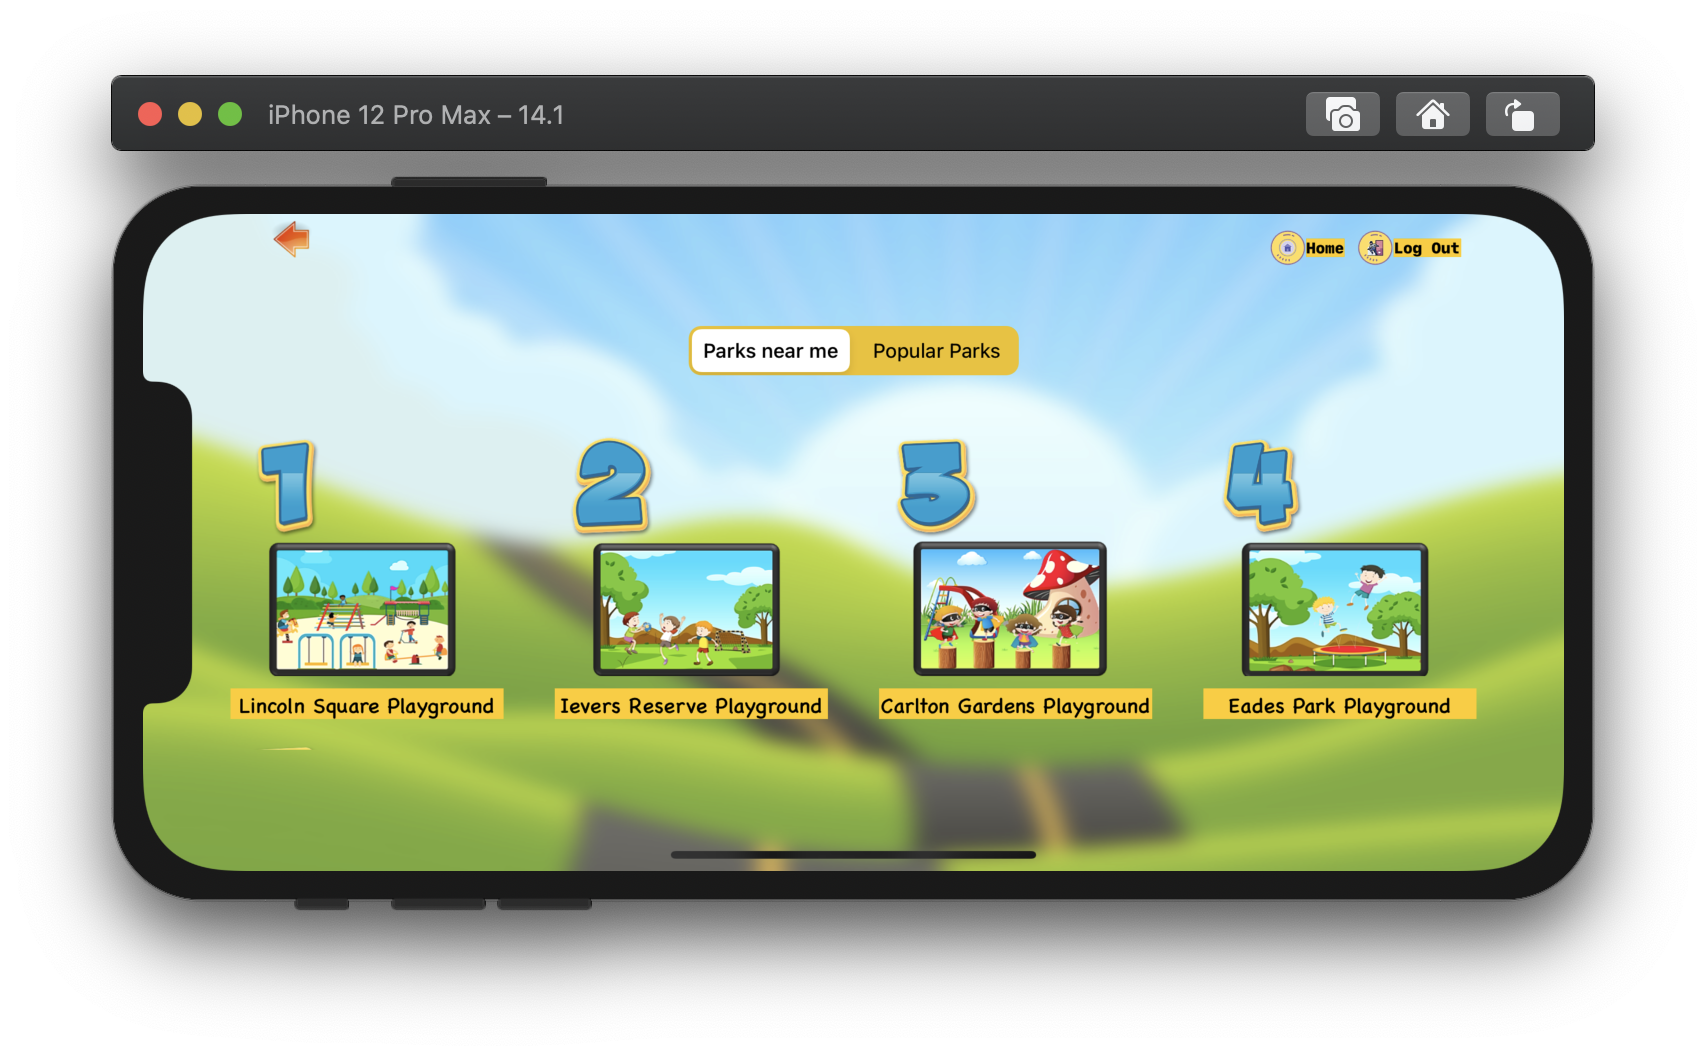 iPhone 12 Pro Max – 14.1
Home Log Out
Parks near me Popular Parks
1 2 3 4
Lincoln Square Playground Ievers Reserve Playground Carlton Gardens Playground Eades Park Playground